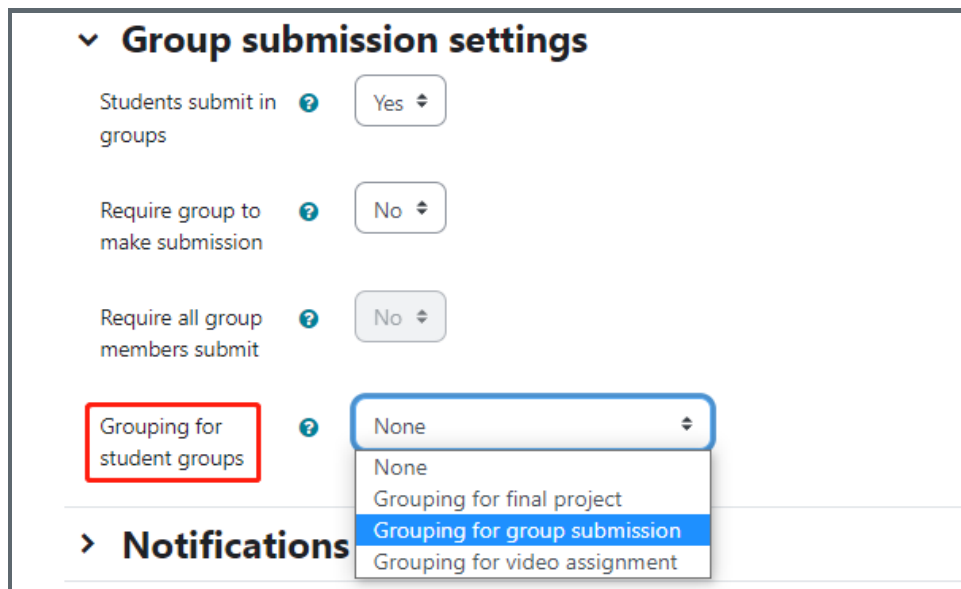 Group submission settings
Students submit in
groups
Yes
Require group to
make submission
No
Require all group
members submit
No
Grouping for
student groups
None
None
Grouping for final project
Grouping for group submission
Grouping for video assignment
Notifications